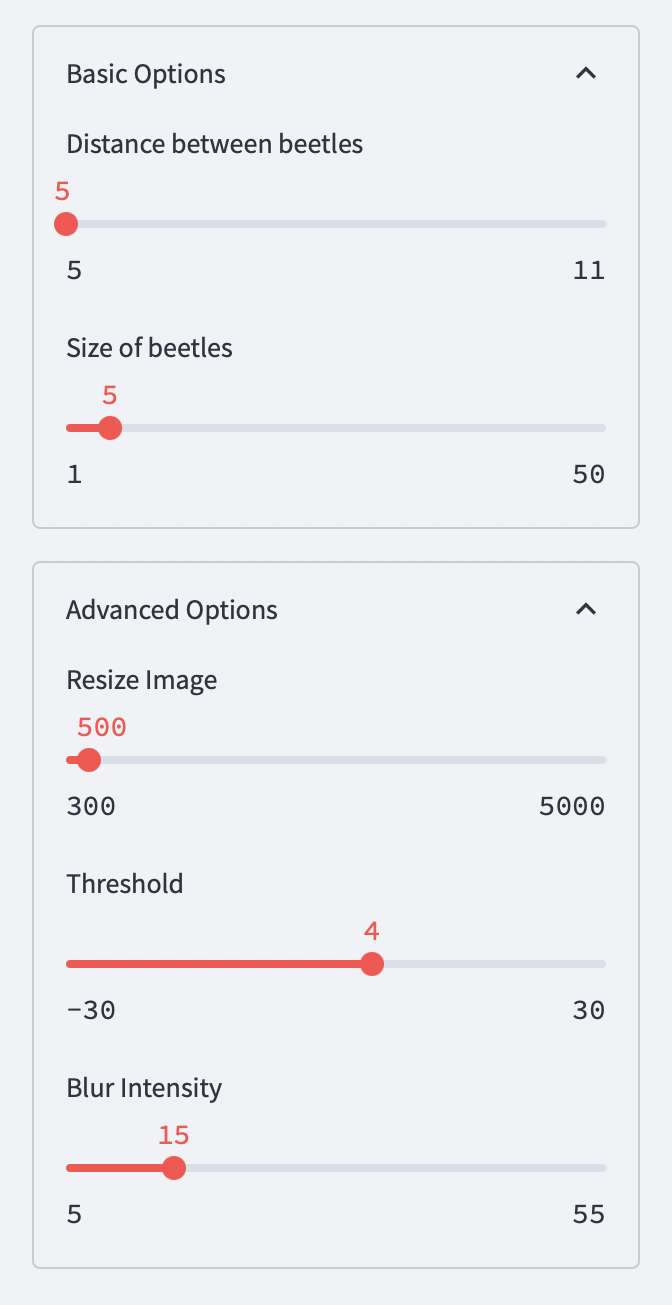 Basic Options
Distance between beetles
5
5 11
Size of beetles
5
1 50
Advanced Options
Resize Image
500
300 5000
Threshold
4
−30 30
Blur Intensity
15
5 55